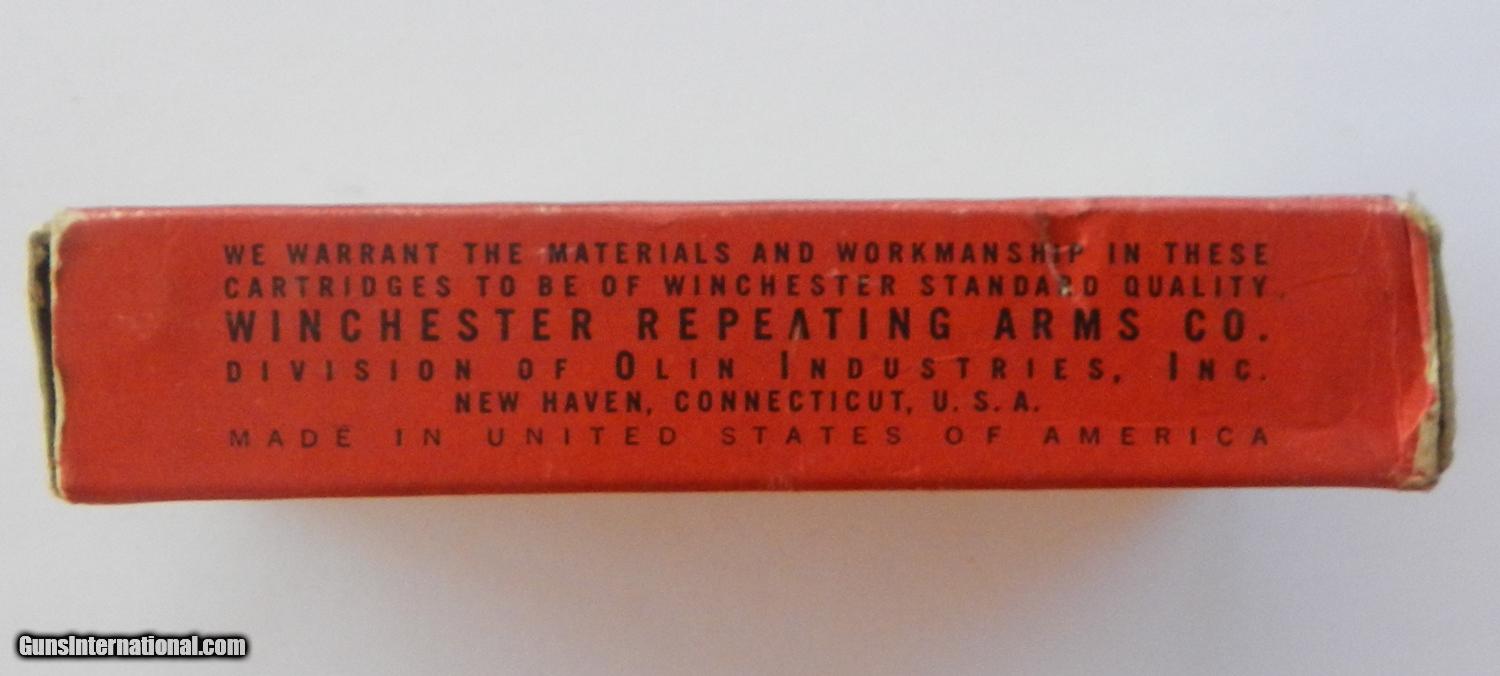 WE WARRANT THE MATERIALS AND WORKMANSHIP IN THESE
CARTRIDGES TO BE OF WINCHESTER STANDARD QUALITY.
WINCHESTER REPEATING ARMS CO.
DIVISION OF OLIN INDUSTRIES, INC.
NEW HAVEN, CONNECTICUT, U. S. A.
MADE IN UNITED STATES OF AMERICA
GunsInternational.com